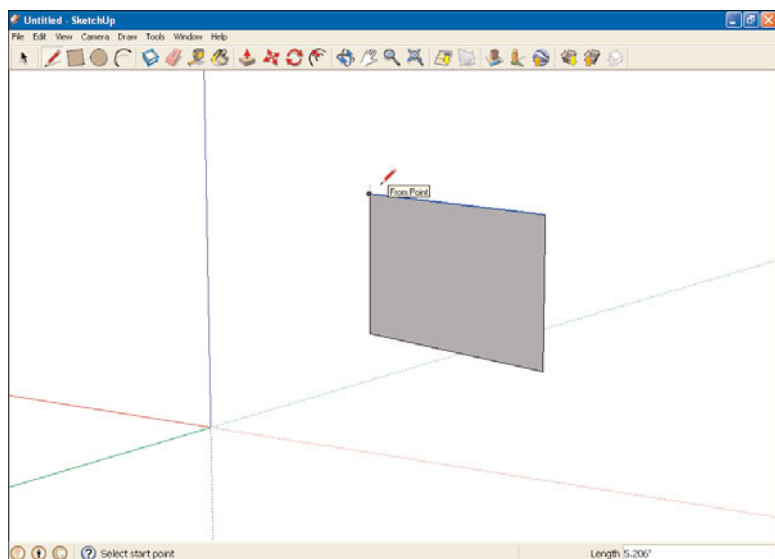 Untitled - SketchUp
File Edit View Camera Draw Tools Window Help
From Point
Select start point
Length 5.206'